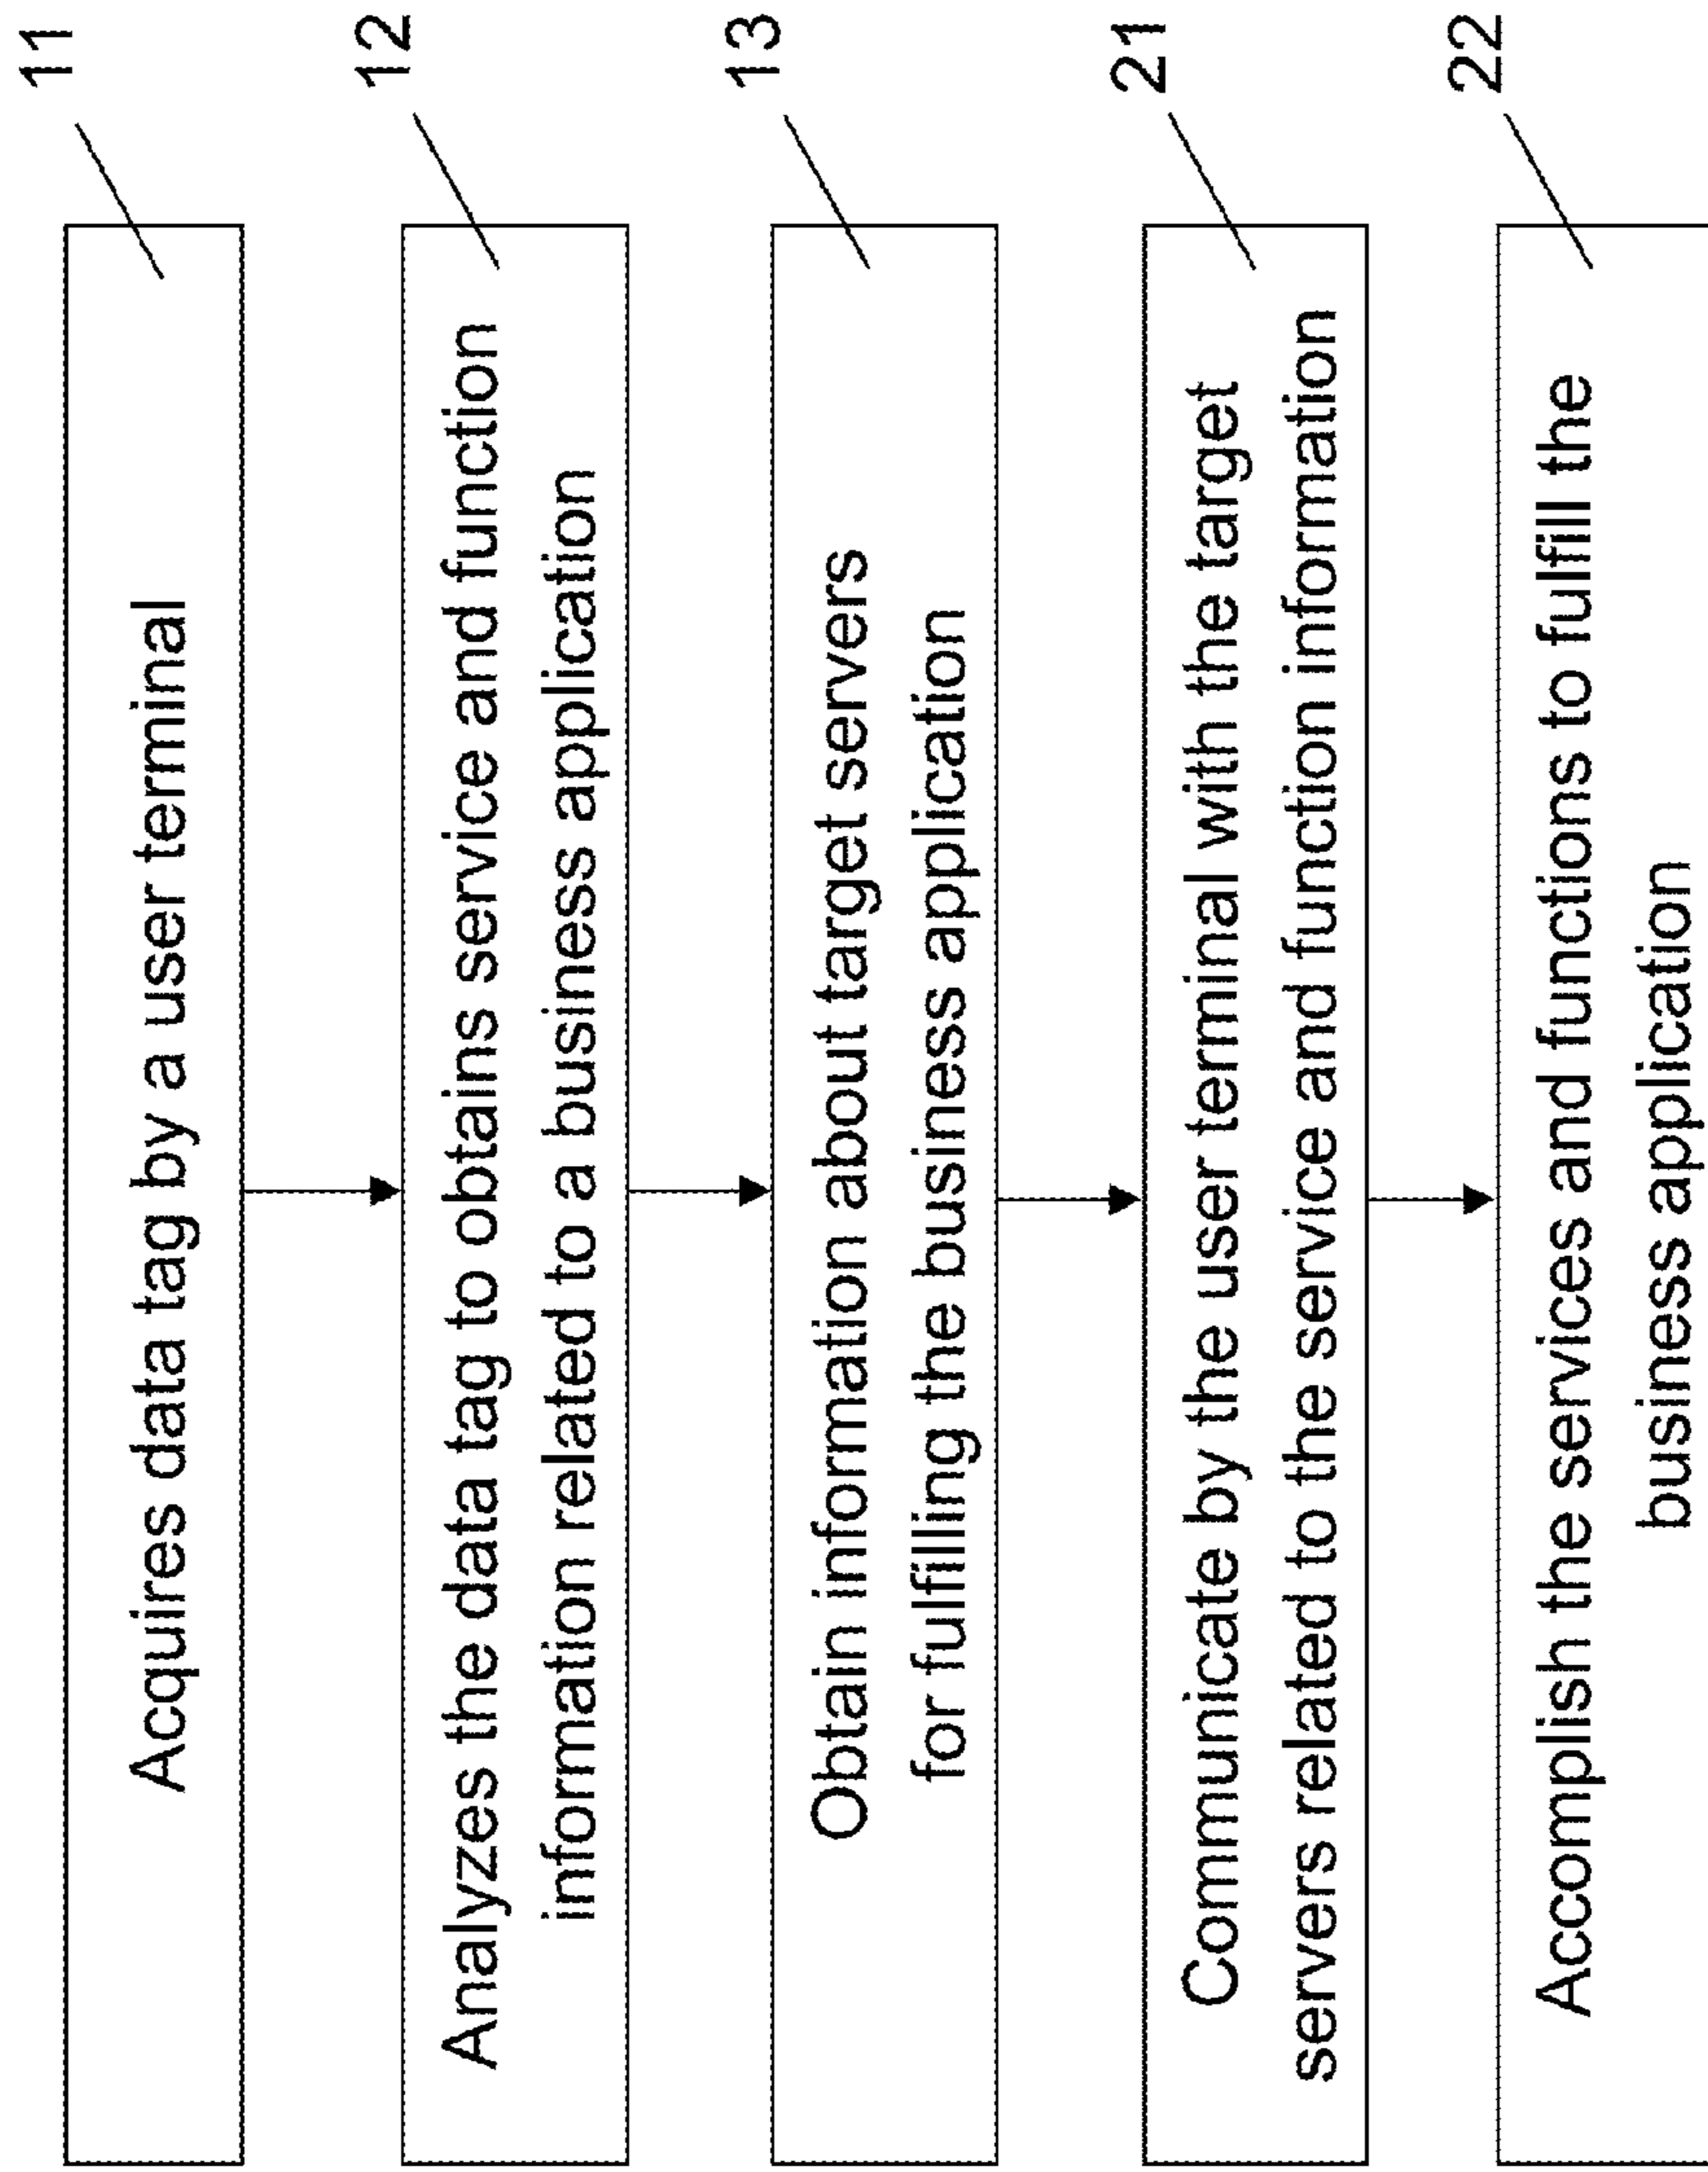 11
Acquires data tag by a user terminal
12
Analyzes the data tag to obtains service and function
information related to a business application
13
Obtain information about target servers
for fulfilling the business application
21
Communicate by the user terminal with the target
servers related to the service and function information
22
Accomplish the services and functions to fulfill the
business application